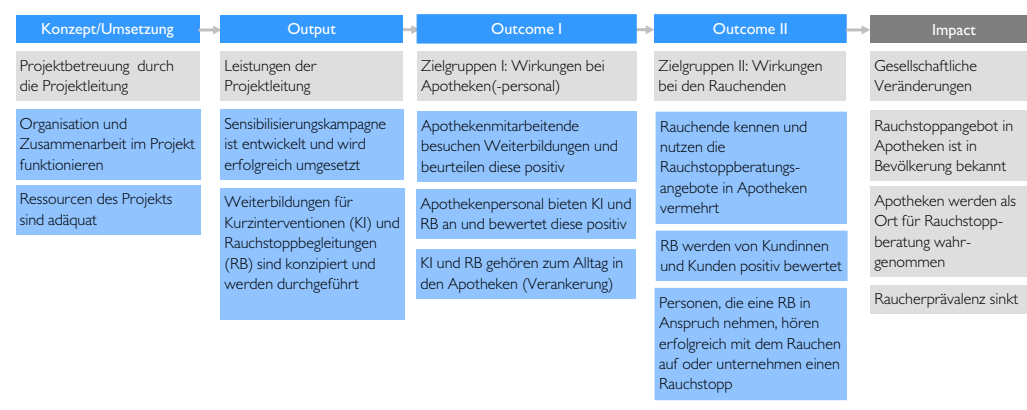 Konzept/Umsetzung
Projektbetreuung durch
die Projektleitung
Organisation und
Zusammenarbeit im Projekt
funktionieren
Ressourcen des Projekts
sind adäquat
Output
Leistungen der
Projektleitung
Sensibilisierungskampagne
ist entwickelt und wird
erfolgreich umgesetzt
Weiterbildungen für
Kurzinterventionen (KI) und
Rauchstoppbegleitungen
(RB) sind konzipiert und
werden durchgeführt
Outcome I
Zielgruppen I: Wirkungen bei
Apotheken(-personal)
Apothekenmitarbeitende
besuchen Weiterbildungen und
beurteilen diese positiv
Apothekenpersonal bieten KI und
RB an und bewertet diese positiv
KI und RB gehören zum Alltag in
den Apotheken (Verankerung)
Outcome II
Zielgruppen II: Wirkungen
bei den Rauchenden
Rauchende kennen und
nutzen die
Rauchstoppberatungs-
angebote in Apotheken
vermehrt
RB werden von Kundinnen
und Kunden positiv bewertet
Personen, die eine RB in
Anspruch nehmen, hören
erfolgreich mit dem Rauchen
auf oder unternehmen einen
Rauchstopp
Impact
Gesellschaftliche
Veränderungen
Rauchstoppangebot in
Apotheken ist in
Bevölkerung bekannt
Apotheken werden als
Ort für Rauchstopp-
beratung wahr-
genommen
Raucherprävalenz sinkt